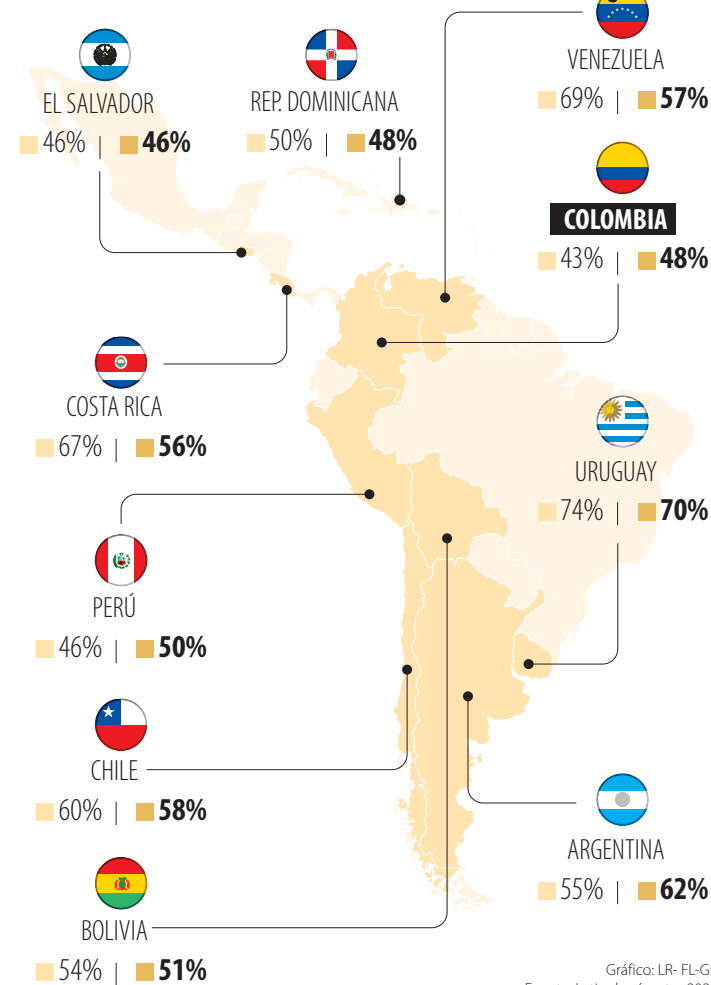 EL SALVADOR
46% | 46%
REP. DOMINICANA
50% | 48%
VENEZUELA
69% | 57%
COLOMBIA
43% | 48%
COSTA RICA
67% | 56%
URUGUAY
74% | 70%
PERÚ
46% | 50%
CHILE
60% | 58%
ARGENTINA
55% | 62%
BOLIVIA
54% | 51%
Gráfico: LR- FL-G